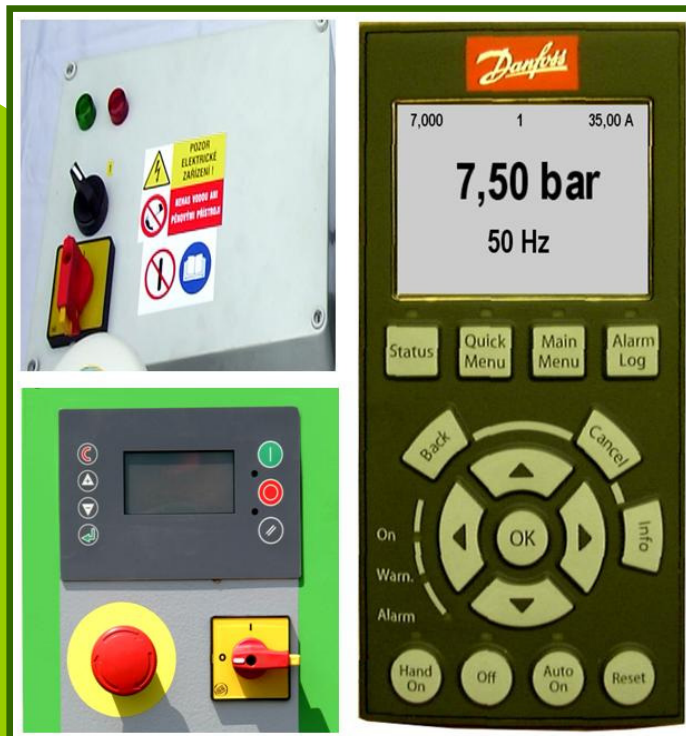 POZOR
ELEKTRICKÉ
ZAŘÍZENÍ !
NEHAS VODOU ANI
PĚNOVÝMI PŘÍSTROJI
Danfoss
7,000 1 35,00 A
7,50 bar
50 Hz
Status Quick Menu Main Menu Alarm Log
Back Cancel
OK Info
On
Warn.
Alarm
Hand On Off Auto On Reset
I
O